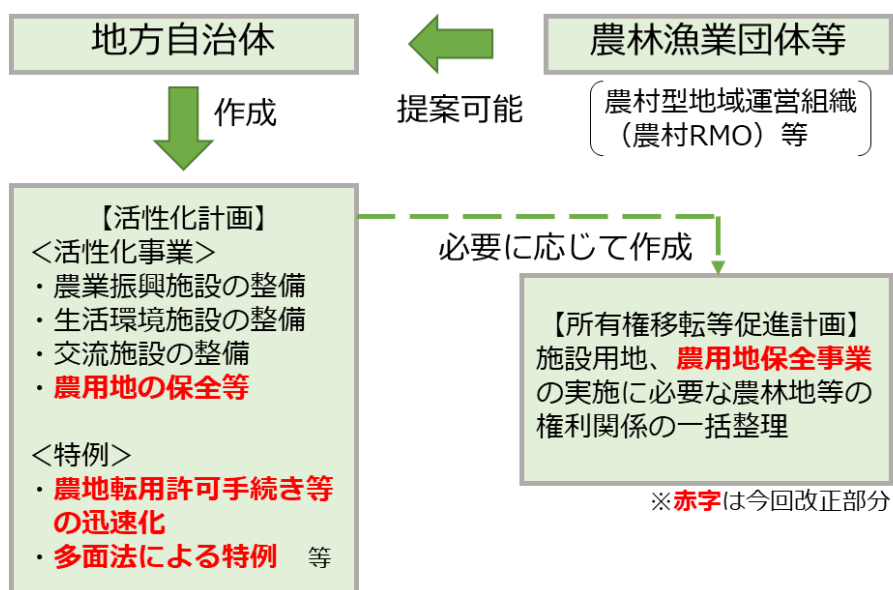 地方自治体
農林漁業団体等
作成
提案可能
農村型地域運営組織
（農村RMO）等
【活性化計画】
＜活性化事業＞
・農業振興施設の整備
・生活環境施設の整備
・交流施設の整備
・農用地の保全等
＜特例＞
・農地転用許可手続き等
の迅速化
・多面法による特例　等
必要に応じて作成
【所有権移転等促進計画】
施設用地、農用地保全事業
の実施に必要な農林地等の
権利関係の一括整理
※赤字は今回改正部分